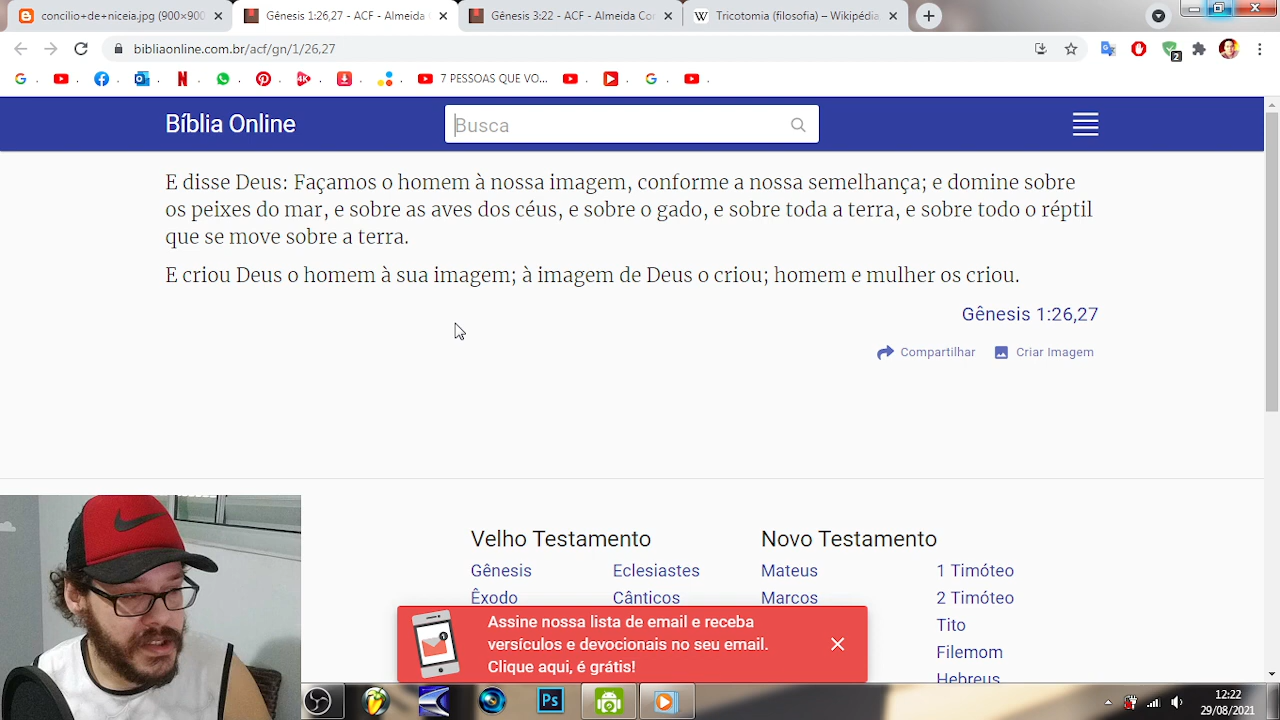 concilio+de+niceia.jpg (900×900
Gênesis 1:26,27 - ACF - Almeida
Gênesis 3:22 - ACF - Almeida Co
Tricotomia (filosofia) – Wikipédia
bibliaonline.com.br/acf/gn/1/26,27
2
7 PESSOAS QUE VO...
Bíblia Online
Busca
E disse Deus: Façamos o homem à nossa imagem, conforme a nossa semelhança; e domine sobre
os peixes do mar, e sobre as aves dos céus, e sobre o gado, e sobre toda a terra, e sobre todo o réptil
que se move sobre a terra.
E criou Deus o homem à sua imagem; à imagem de Deus o criou; homem e mulher os criou.
Gênesis 1:26,27
Compartilhar
Criar Imagem
Velho Testamento
Novo Testamento
Gênesis
Eclesiastes
Mateus
1 Timóteo
Êxodo
Cânticos
Marcos
2 Timóteo
Tito
Filemom
Hebreus
Assine nossa lista de email e receba
versículos e devocionais no seu email.
Clique aqui, é grátis!
Ps
12:22
29/08/2021